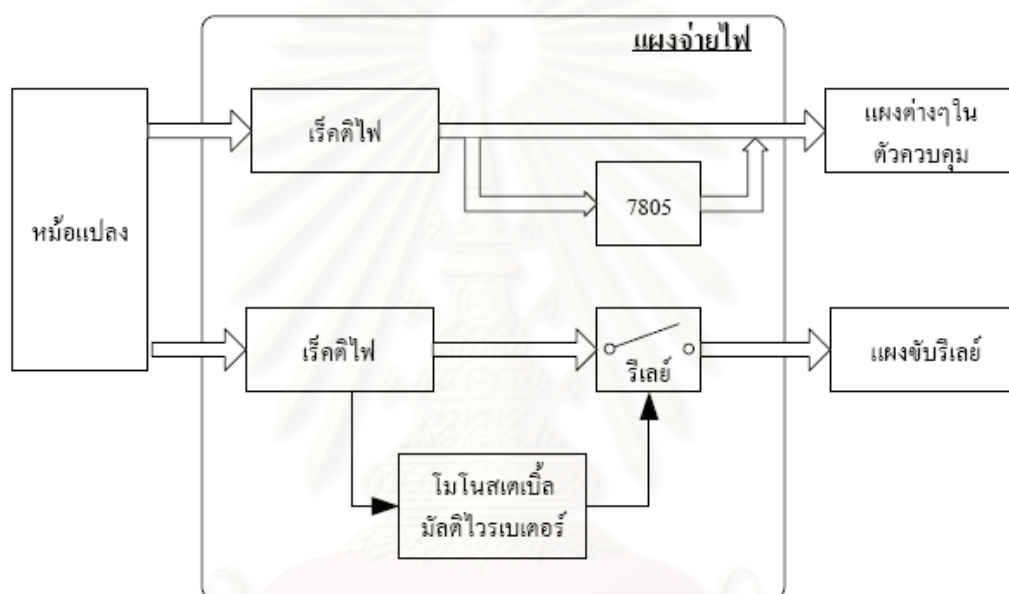 แผงจ่ายไฟ
หม้อแปลง
เร็คติไฟ
7805
แผงต่างๆใน
ตัวควบคุม
เร็คติไฟ
รีเลย์
แผงขับรีเลย์
โมโนสเตเบิ้ล
มัลติไวรเบเตอร์